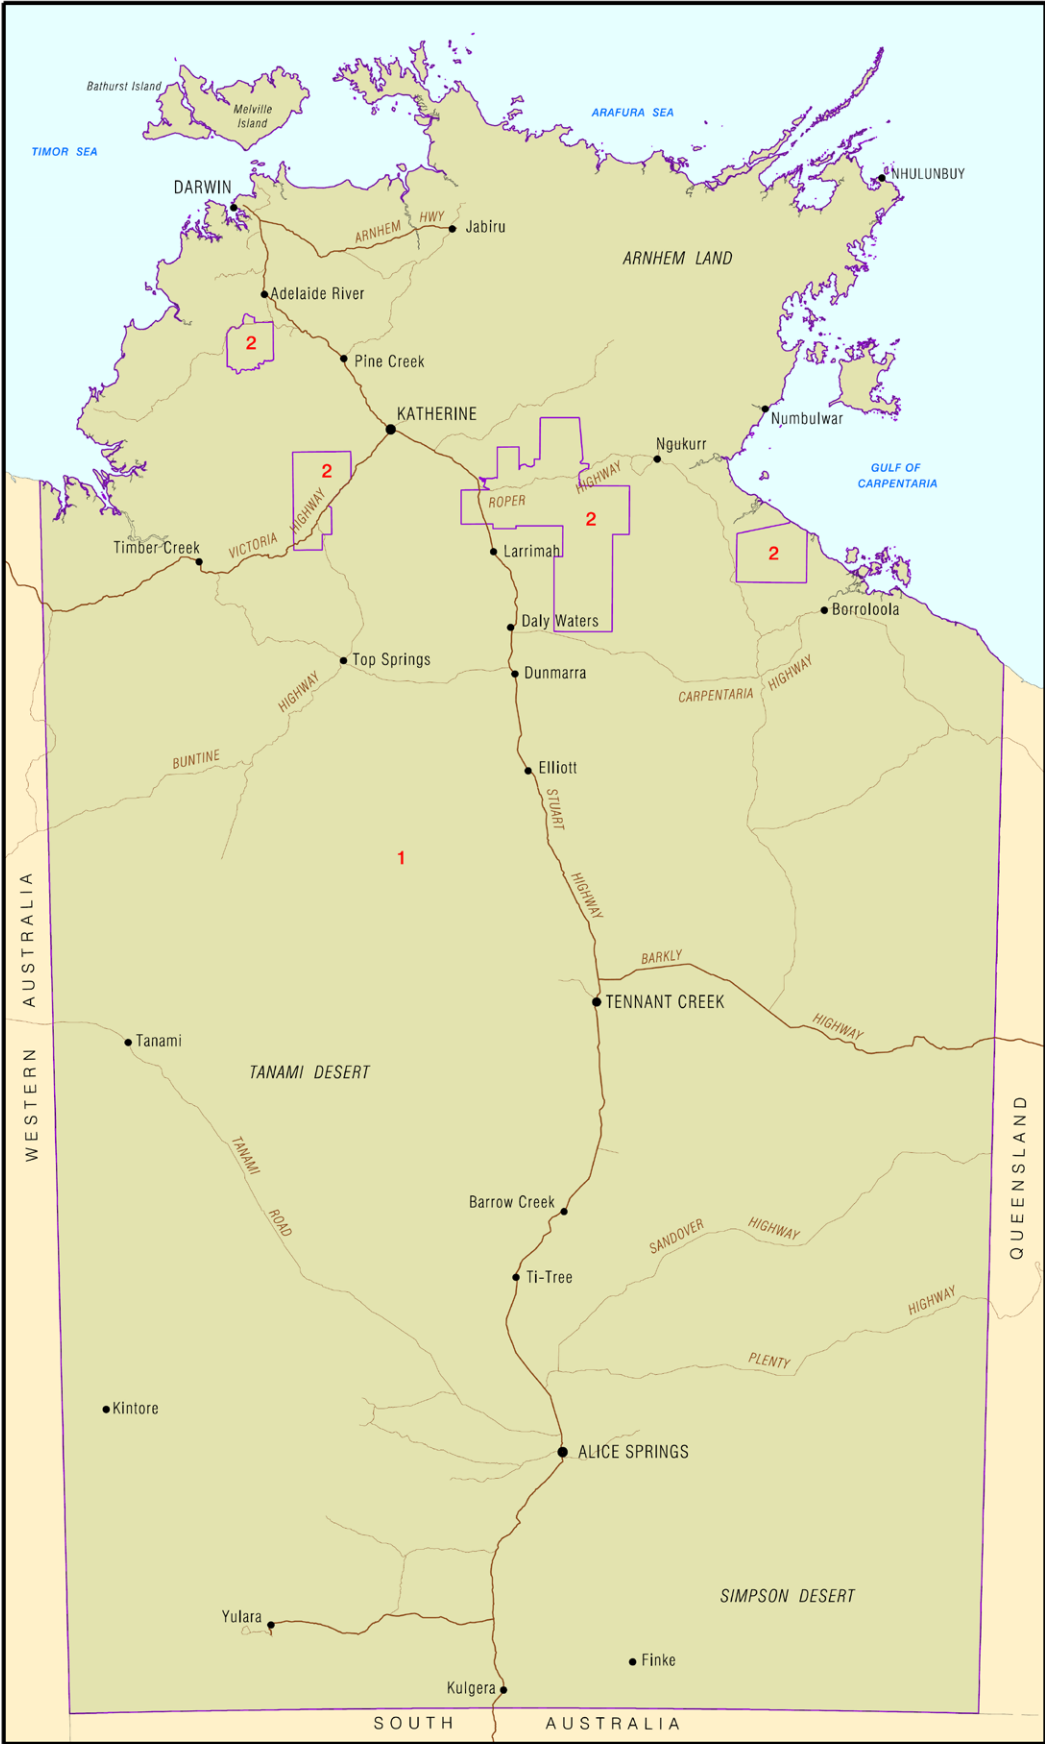 Bathurst Island
Melville
Island
ARAFURA SEA
TIMOR SEA
DARWIN
NHULUNBUY
ARNHEM
HWY
Jabiru
ARNHEM LAND
Adelaide River
2
Pine Creek
KATHERINE
Numbulwar
Ngukurr
2
GULF OF
CARPENTARIA
HIGHWAY
ROPER
HIGHWAY
2
VICTORIA
Timber Creek
Larrimah
2
Borroloola
Daly Waters
Top Springs
Dunmarra
CARPENTARIA
HIGHWAY
HIGHWAY
BUNTINE
Elliott
STUART
1
HIGHWAY
WESTERN AUSTRALIA
BARKLY
TENNANT CREEK
HIGHWAY
Tanami
TANAMI DESERT
TANAMI
ROAD
QUEENSLAND
Barrow Creek
SANDOVER
HIGHWAY
Ti-Tree
HIGHWAY
PLENTY
Kintore
ALICE SPRINGS
SIMPSON DESERT
Yulara
Finke
Kulgera
SOUTH AUSTRALIA